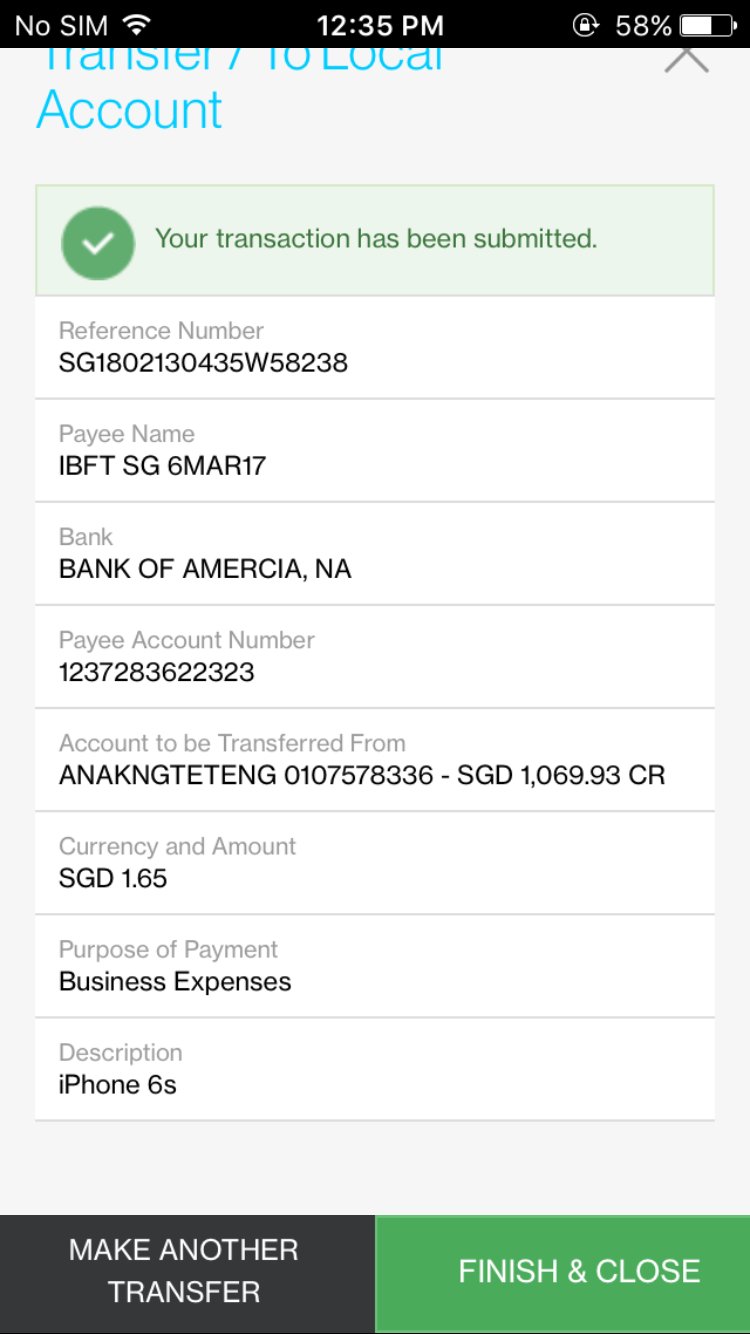 No SIM 12:35 PM 58%
Transfer / To Local
Account
Your transaction has been submitted.
Reference Number
SG1802130435W58238
Payee Name
IBFT SG 6MAR17
Bank
BANK OF AMERCIA, NA
Payee Account Number
1237283622323
Account to be Transferred From
ANAKNGTETENG 0107578336 - SGD 1,069.93 CR
Currency and Amount
SGD 1.65
Purpose of Payment
Business Expenses
Description
iPhone 6s
MAKE ANOTHER
TRANSFER
FINISH & CLOSE